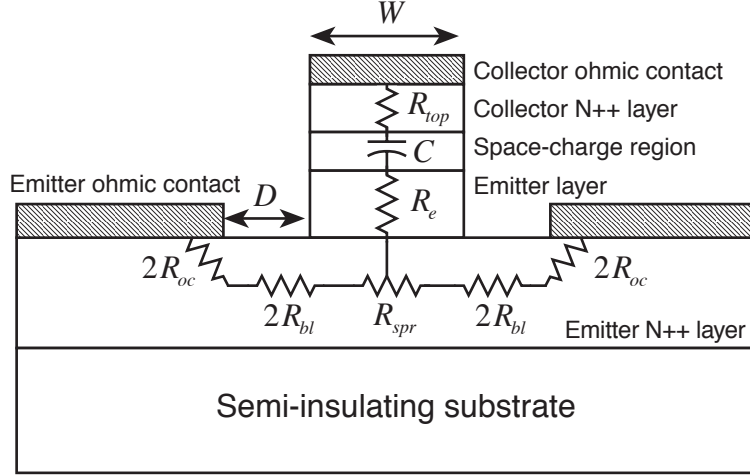 W
Collector ohmic contact
R_top
Collector N++ layer
C
Space-charge region
Emitter ohmic contact
D
R_e
Emitter layer
2R_oc
2R_oc
2R_bl
R_spr
2R_bl
Emitter N++ layer
Semi-insulating substrate